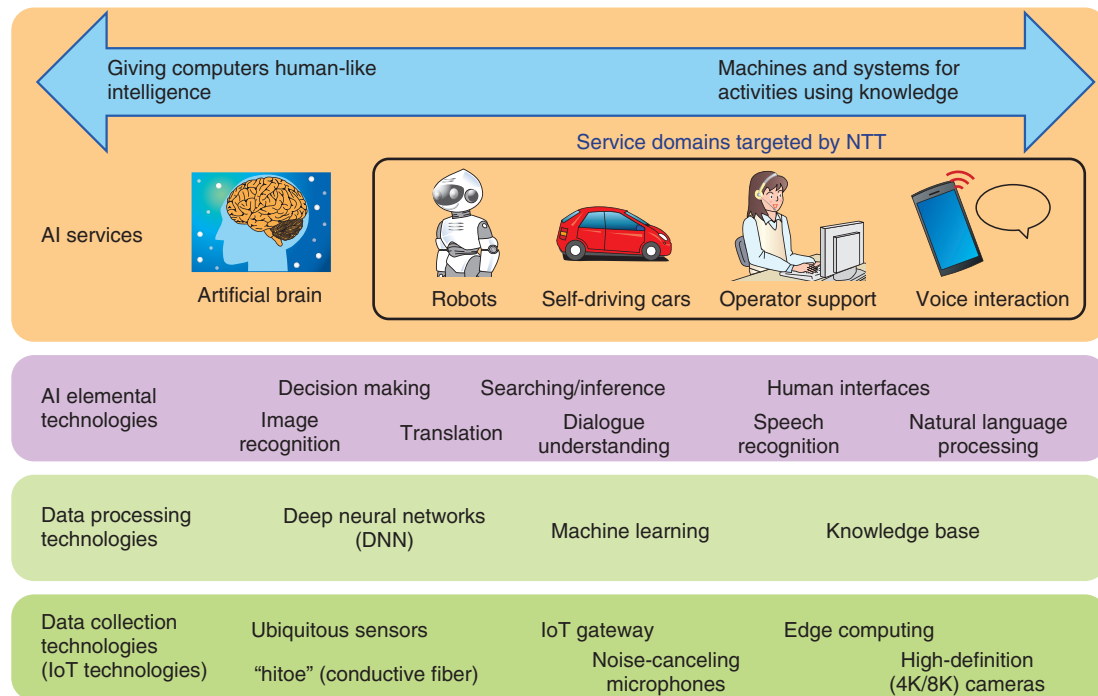 Giving computers human-like
intelligence
Machines and systems for
activities using knowledge
Service domains targeted by NTT
AI services
Artificial brain
Robots
Self-driving cars
Operator support
Voice interaction
AI elemental
technologies
Decision making
Searching/inference
Human interfaces
Image
recognition
Translation
Dialogue
understanding
Speech
recognition
Natural language
processing
Data processing
technologies
Deep neural networks
(DNN)
Machine learning
Knowledge base
Data collection
technologies
(IoT technologies)
Ubiquitous sensors
IoT gateway
Edge computing
“hitoe” (conductive fiber)
Noise-canceling
microphones
High-definition
(4K/8K) cameras